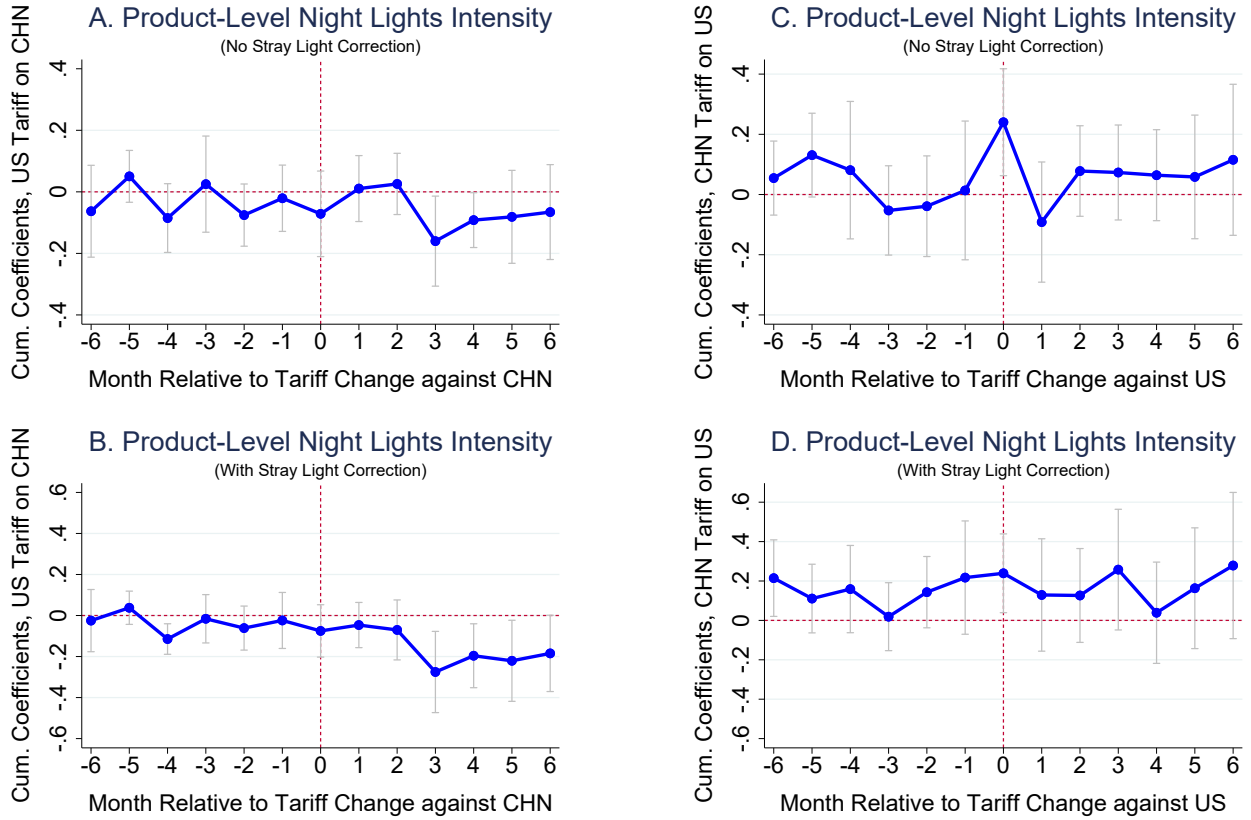 A. Product-Level Night Lights Intensity
(No Stray Light Correction)
Cum. Coefficients, US Tariff on CHN
.4
.2
0
-.2
-.4
-6 -5 -4 -3 -2 -1 0 1 2 3 4 5 6
Month Relative to Tariff Change against CHN
C. Product-Level Night Lights Intensity
(No Stray Light Correction)
Cum. Coefficients, CHN Tariff on US
.4
.2
0
-.2
-.4
-6 -5 -4 -3 -2 -1 0 1 2 3 4 5 6
Month Relative to Tariff Change against US
B. Product-Level Night Lights Intensity
(With Stray Light Correction)
Cum. Coefficients, US Tariff on CHN
.6
.4
.2
0
-.2
-.4
-.6
-6 -5 -4 -3 -2 -1 0 1 2 3 4 5 6
Month Relative to Tariff Change against CHN
D. Product-Level Night Lights Intensity
(With Stray Light Correction)
Cum. Coefficients, CHN Tariff on US
.6
.4
.2
0
-.2
-.4
-.6
-6 -5 -4 -3 -2 -1 0 1 2 3 4 5 6
Month Relative to Tariff Change against US